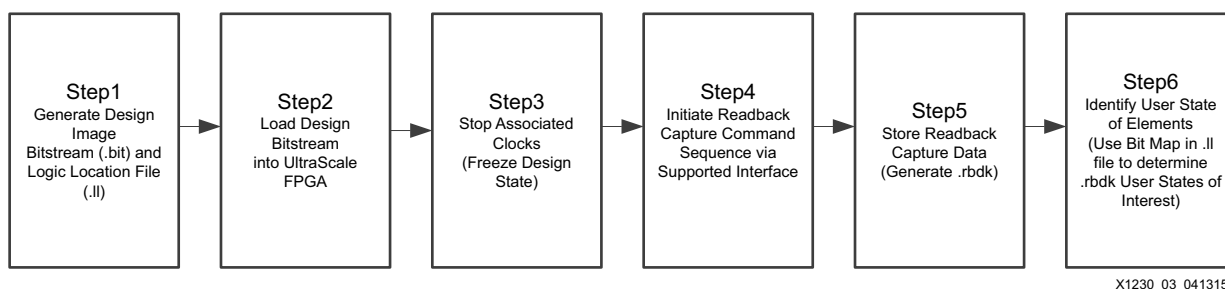 Step1
Generate Design
Image
Bitstream (.bit) and
Logic Location File
(.ll)
Step2
Load Design
Bitstream
into UltraScale
FPGA
Step3
Stop Associated
Clocks
(Freeze Design
State)
Step4
Initiate Readback
Capture Command
Sequence via
Supported Interface
Step5
Store Readback
Capture Data
(Generate .rbdk)
Step6
Identify User State
of Elements
(Use Bit Map in .ll
file to determine
.rbdk User States of
Interest)
X1230_03_041315